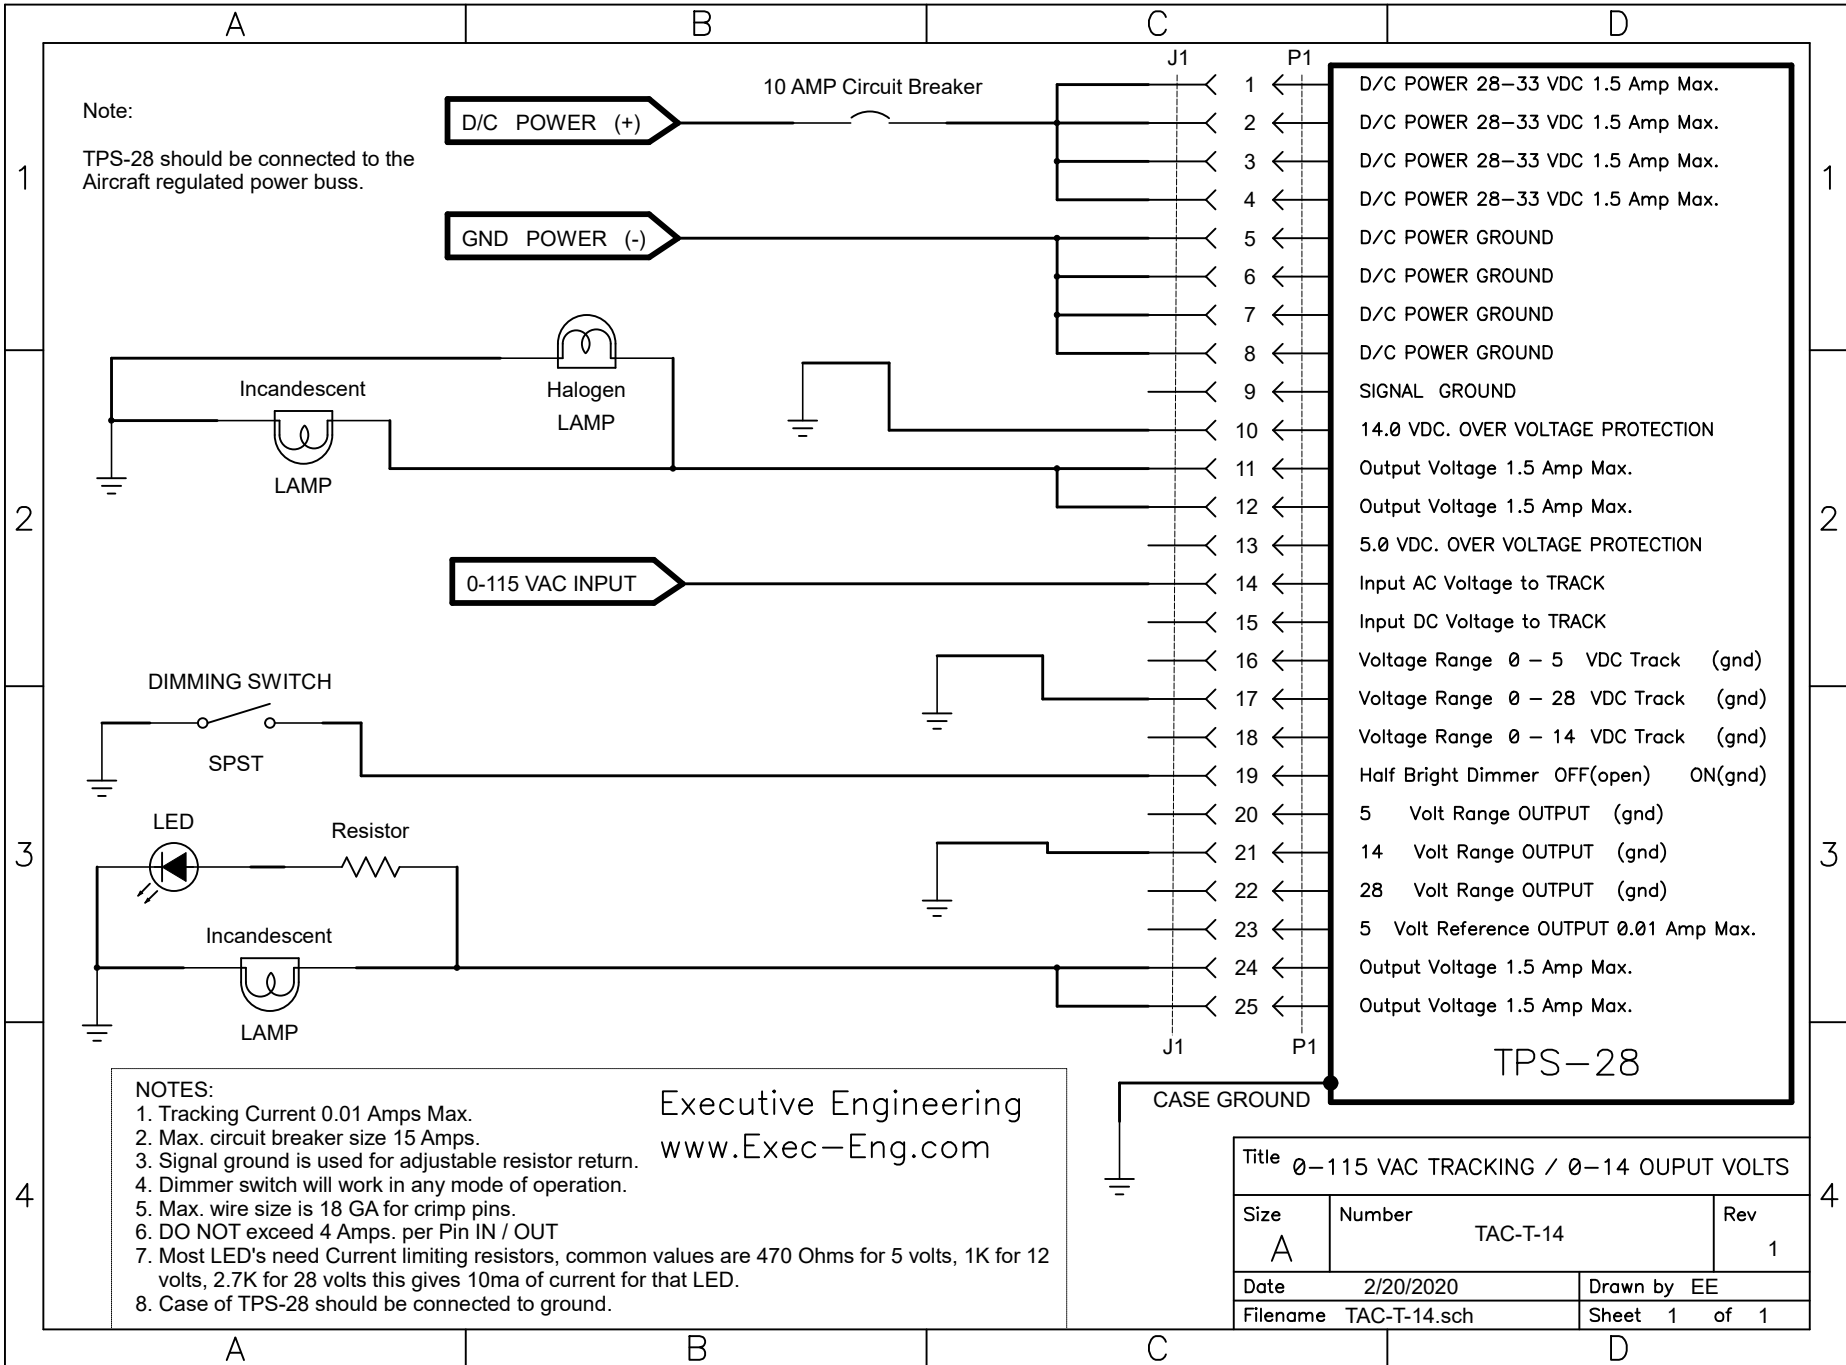 A B C D
J1 P1
Note:
TPS-28 should be connected to the
Aircraft regulated power buss.
D/C POWER (+)
10 AMP Circuit Breaker
GND POWER (-)
1
1
1 D/C POWER 28-33 VDC 1.5 Amp Max.
2 D/C POWER 28-33 VDC 1.5 Amp Max.
3 D/C POWER 28-33 VDC 1.5 Amp Max.
4 D/C POWER 28-33 VDC 1.5 Amp Max.
5 D/C POWER GROUND
6 D/C POWER GROUND
7 D/C POWER GROUND
8 D/C POWER GROUND
9 SIGNAL GROUND
10 14.0 VDC. OVER VOLTAGE PROTECTION
11 Output Voltage 1.5 Amp Max.
12 Output Voltage 1.5 Amp Max.
13 5.0 VDC. OVER VOLTAGE PROTECTION
14 Input AC Voltage to TRACK
15 Input DC Voltage to TRACK
16 Voltage Range 0 - 5 VDC Track (gnd)
17 Voltage Range 0 - 28 VDC Track (gnd)
18 Voltage Range 0 - 14 VDC Track (gnd)
19 Half Bright Dimmer OFF(open) ON(gnd)
20 5 Volt Range OUTPUT (gnd)
21 14 Volt Range OUTPUT (gnd)
22 28 Volt Range OUTPUT (gnd)
23 5 Volt Reference OUTPUT 0.01 Amp Max.
24 Output Voltage 1.5 Amp Max.
25 Output Voltage 1.5 Amp Max.
J1 P1
TPS-28
CASE GROUND
Incandescent
LAMP
Halogen
LAMP
2
2
0-115 VAC INPUT
DIMMING SWITCH
SPST
3
3
LED
Resistor
Incandescent
LAMP
NOTES:
1. Tracking Current 0.01 Amps Max.
2. Max. circuit breaker size 15 Amps.
3. Signal ground is used for adjustable resistor return.
4. Dimmer switch will work in any mode of operation.
5. Max. wire size is 18 GA for crimp pins.
6. DO NOT exceed 4 Amps. per Pin IN / OUT
7. Most LED's need Current limiting resistors, common values are 470 Ohms for 5 volts, 1K for 12
volts, 2.7K for 28 volts this gives 10ma of current for that LED.
8. Case of TPS-28 should be connected to ground.
Executive Engineering
www.Exec-Eng.com
4
4
Title 0-115 VAC TRACKING / 0-14 OUPUT VOLTS
Size A
Number TAC-T-14
Rev 1
Date 2/20/2020
Drawn by EE
Filename TAC-T-14.sch
Sheet 1 of 1
A B C D